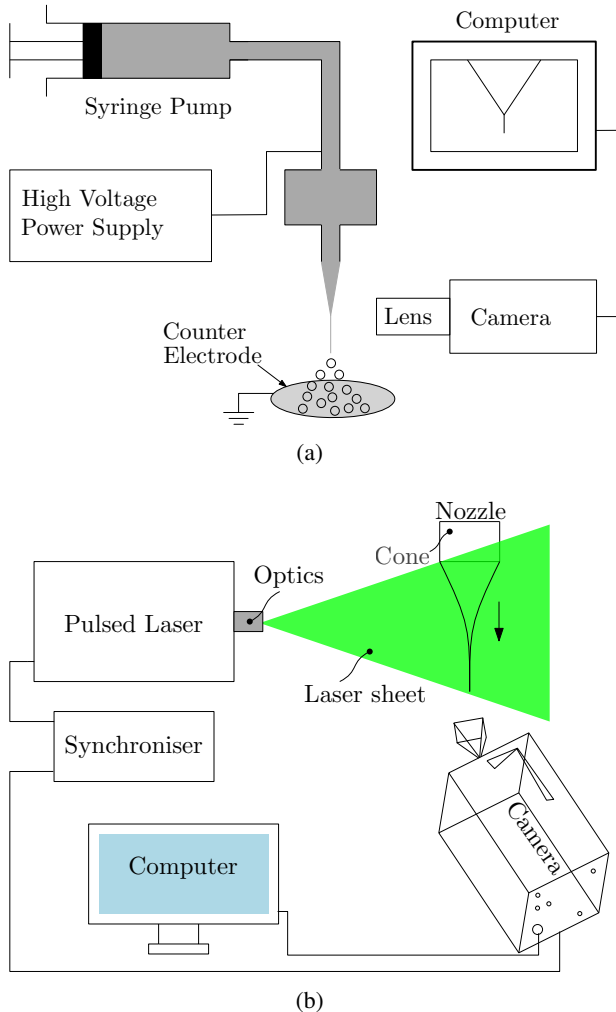 Computer
Syringe Pump
High Voltage
Power Supply
Lens
Camera
Counter
Electrode
(a)
Nozzle
Cone
Optics
Pulsed Laser
Laser sheet
Synchroniser
Camera
Computer
(b)